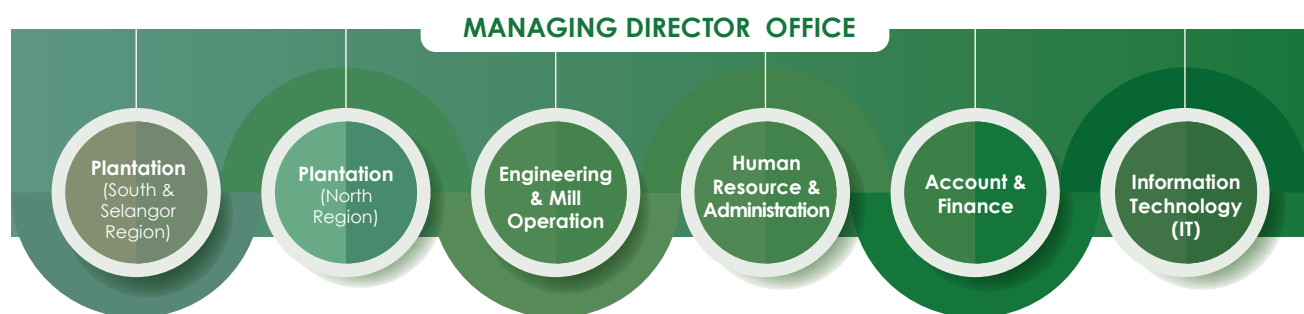 MANAGING DIRECTOR OFFICE
Plantation
(South &
Selangor
Region)
Plantation
(North
Region)
Engineering
& Mill
Operation
Human
Resource &
Administration
Account &
Finance
Information
Technology
(IT)